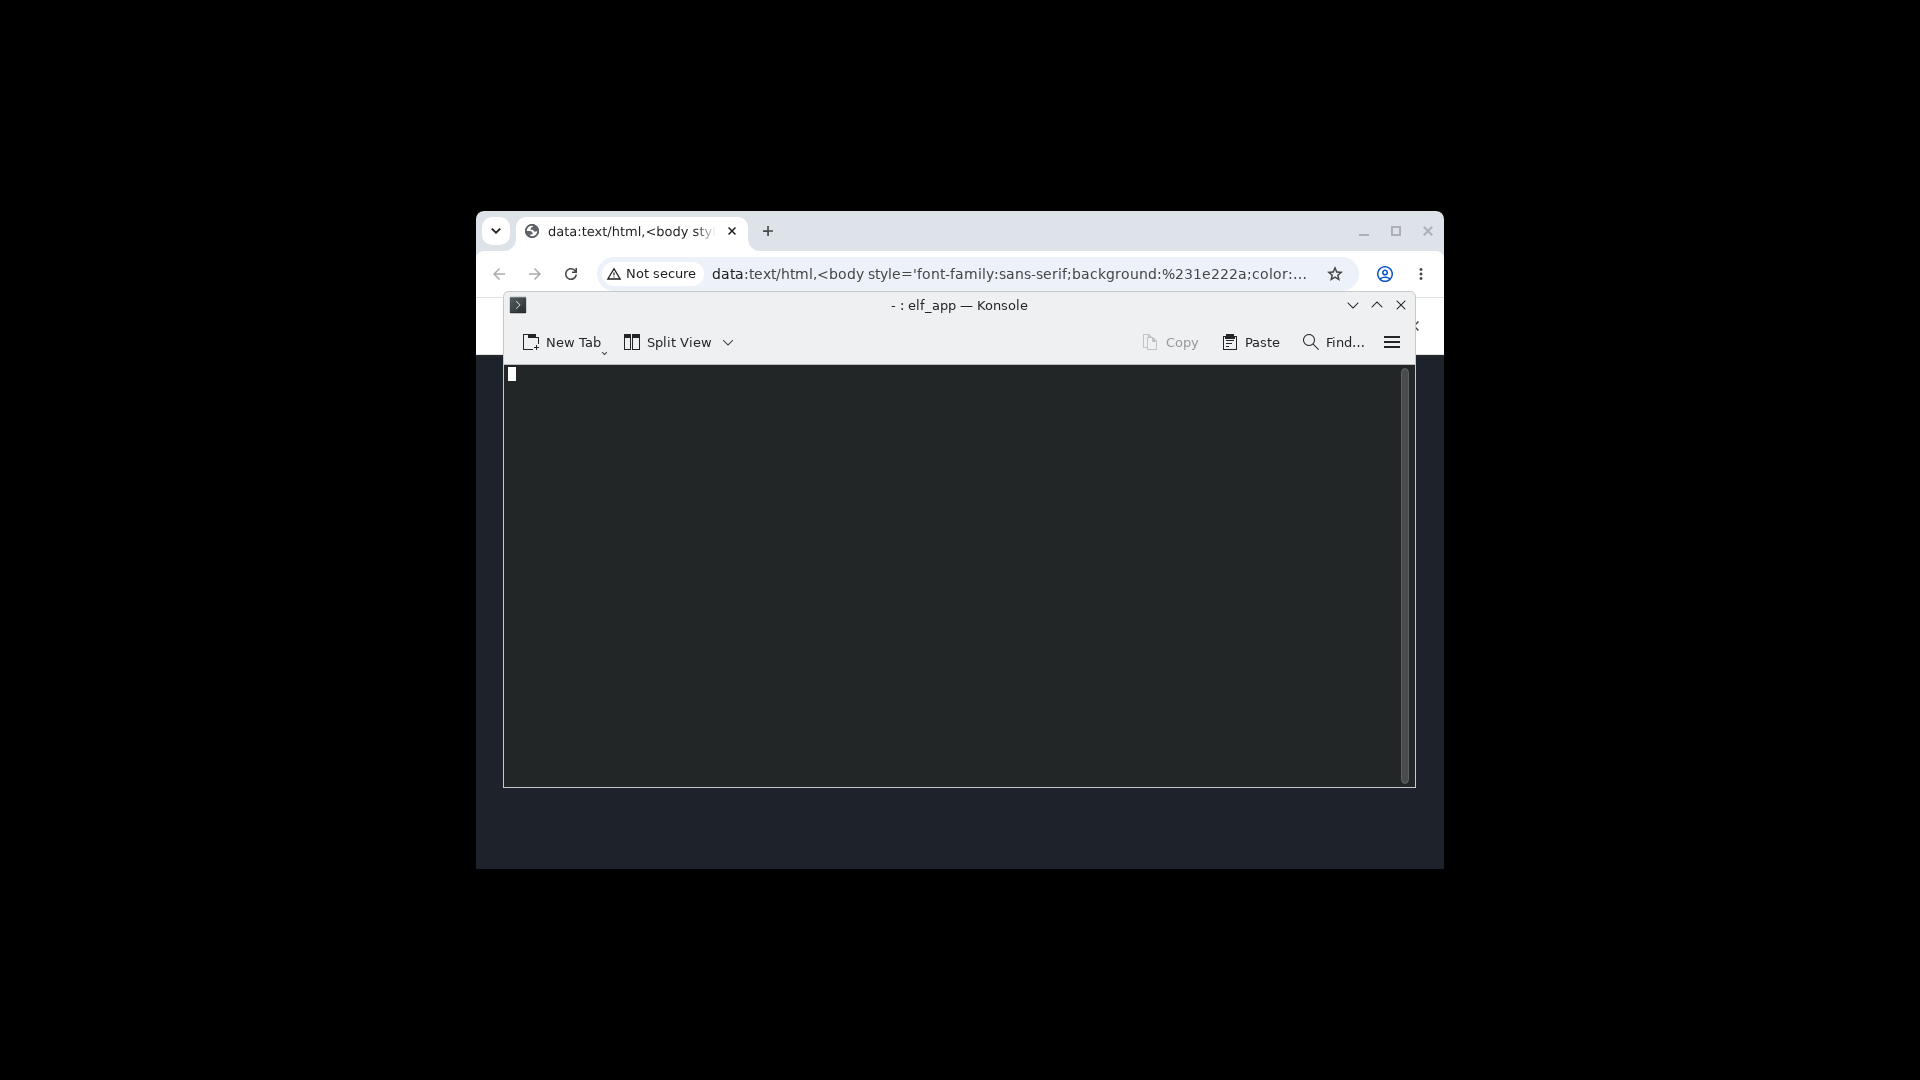 data:text/html,<body sty
Not secure
data:text/html,<body style='font-family:sans-serif;background:%231e222a;color:...
- : elf_app — Konsole
New Tab
Split View
Copy
Paste
Find...